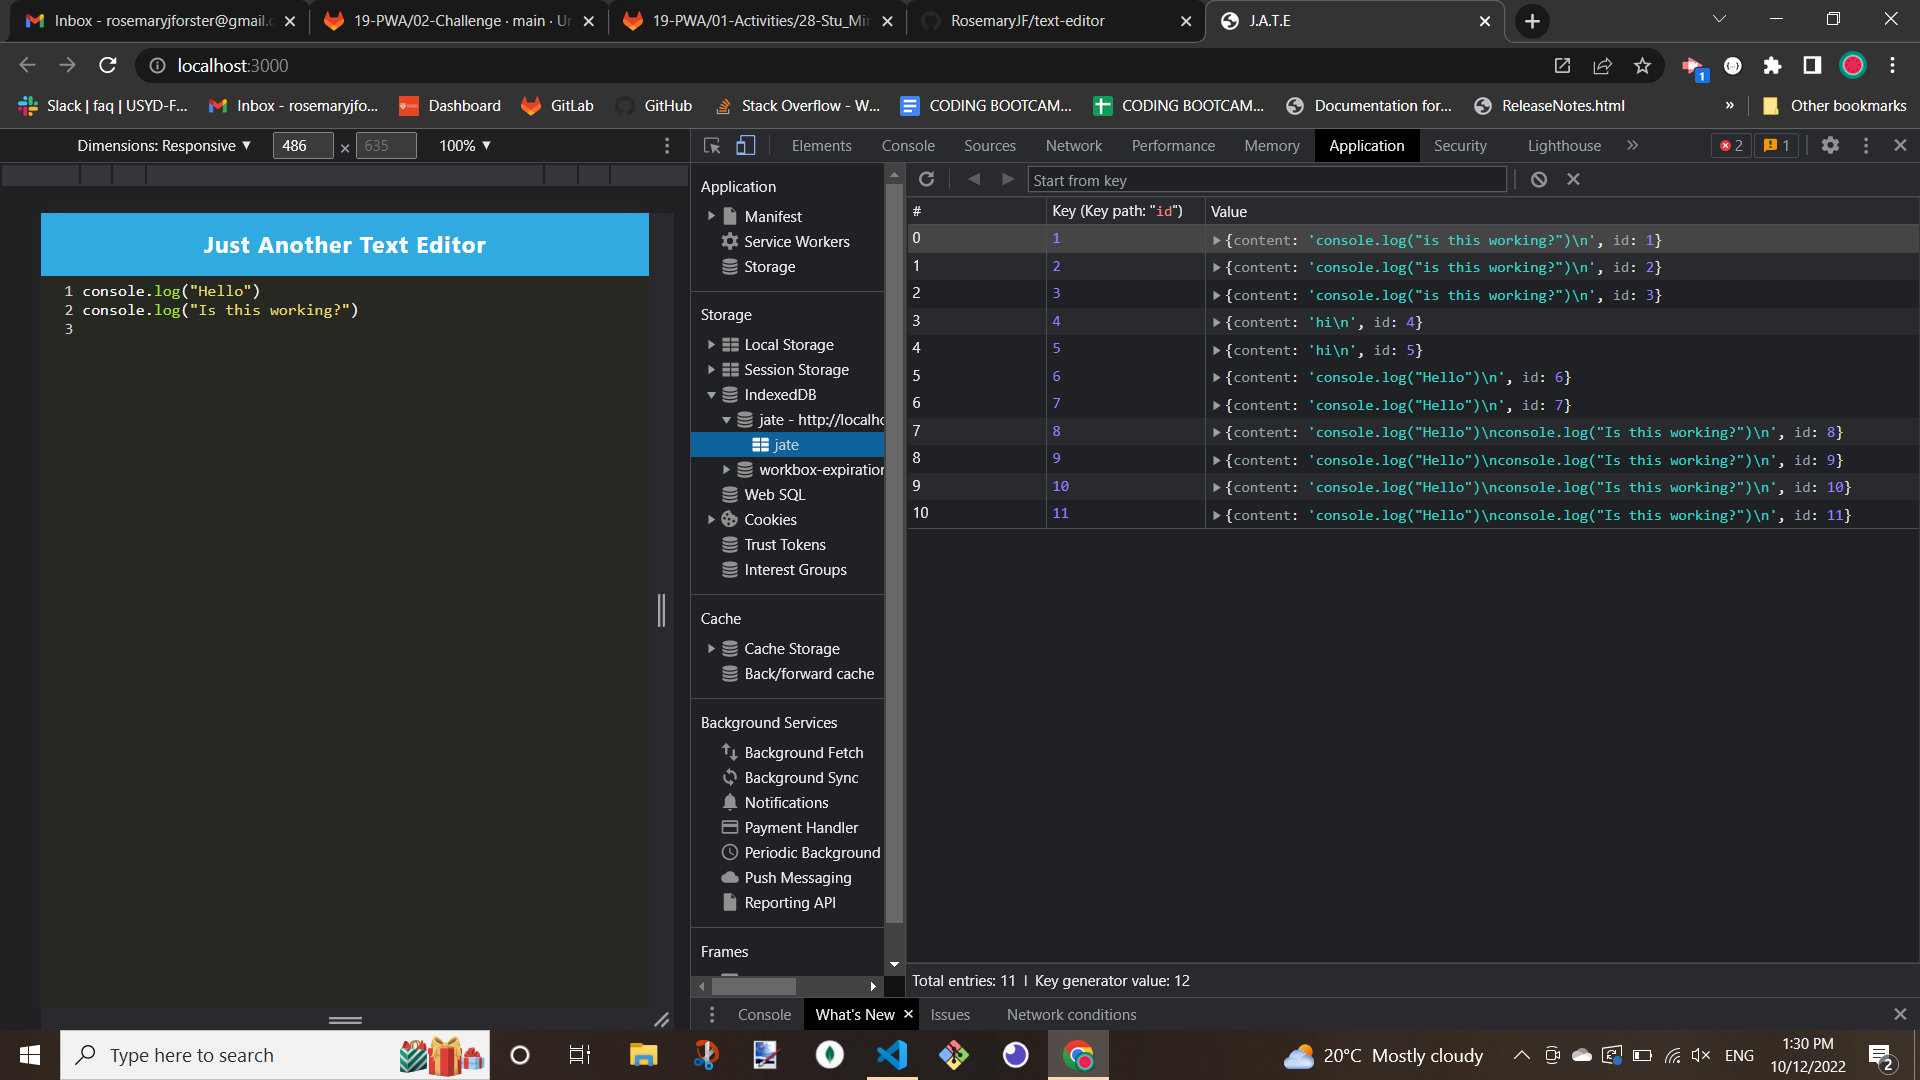 Inbox - rosemaryjforster@gmail.c
19-PWA/02-Challenge · main · Un
19-PWA/01-Activities/28-Stu_Min
RosemaryJF/text-editor
J.A.T.E
localhost:3000
1
Slack | faq | USYD-F...
Inbox - rosemaryjfo...
Dashboard
GitLab
GitHub
Stack Overflow - W...
CODING BOOTCAM...
CODING BOOTCAM...
Documentation for...
ReleaseNotes.html
»
Other bookmarks
Dimensions: Responsive ▼ 486 × 635 100% ▼
Elements Console Sources Network Performance Memory Application Security Lighthouse » 2 1
Just Another Text Editor
1 console.log("Hello")
2 console.log("Is this working?")
3
Application
Manifest
Service Workers
Storage
Storage
Local Storage
Session Storage
IndexedDB
jate - http://localho
jate
workbox-expiration
Web SQL
Cookies
Trust Tokens
Interest Groups
Cache
Cache Storage
Back/forward cache
Background Services
Background Fetch
Background Sync
Notifications
Payment Handler
Periodic Background
Push Messaging
Reporting API
Frames
Start from key
# Key (Key path: "id") Value
0 1 {content: 'console.log("is this working?")\n', id: 1}
1 2 {content: 'console.log("is this working?")\n', id: 2}
2 3 {content: 'console.log("is this working?")\n', id: 3}
3 4 {content: 'hi\n', id: 4}
4 5 {content: 'hi\n', id: 5}
5 6 {content: 'console.log("Hello")\n', id: 6}
6 7 {content: 'console.log("Hello")\n', id: 7}
7 8 {content: 'console.log("Hello")\nconsole.log("Is this working?")\n', id: 8}
8 9 {content: 'console.log("Hello")\nconsole.log("Is this working?")\n', id: 9}
9 10 {content: 'console.log("Hello")\nconsole.log("Is this working?")\n', id: 10}
10 11 {content: 'console.log("Hello")\nconsole.log("Is this working?")\n', id: 11}
Total entries: 11 | Key generator value: 12
Console What's New Issues Network conditions
Type here to search
20°C Mostly cloudy
ENG
1:30 PM
10/12/2022
2